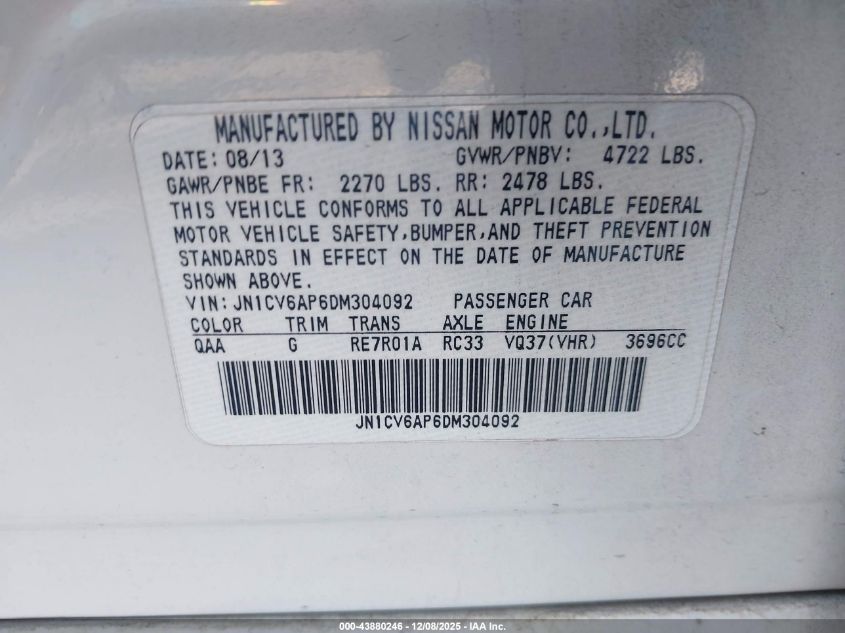 MANUFACTURED BY NISSAN MOTOR CO.,LTD.
DATE: 08/13 GVWR/PNBV: 4722 LBS.
GAWR/PNBE FR: 2270 LBS. RR: 2478 LBS.
THIS VEHICLE CONFORMS TO ALL APPLICABLE FEDERAL
MOTOR VEHICLE SAFETY,BUMPER,AND THEFT PREVENTION
STANDARDS IN EFFECT ON THE DATE OF MANUFACTURE
SHOWN ABOVE.
VIN: JN1CV6AP6DM304092 PASSENGER CAR
COLOR TRIM TRANS AXLE ENGINE
QAA G RE7R01A RC33 VQ37(VHR) 3696CC
JN1CV6AP6DM304092
000-43880246 - 12/08/2025 - IAA Inc.